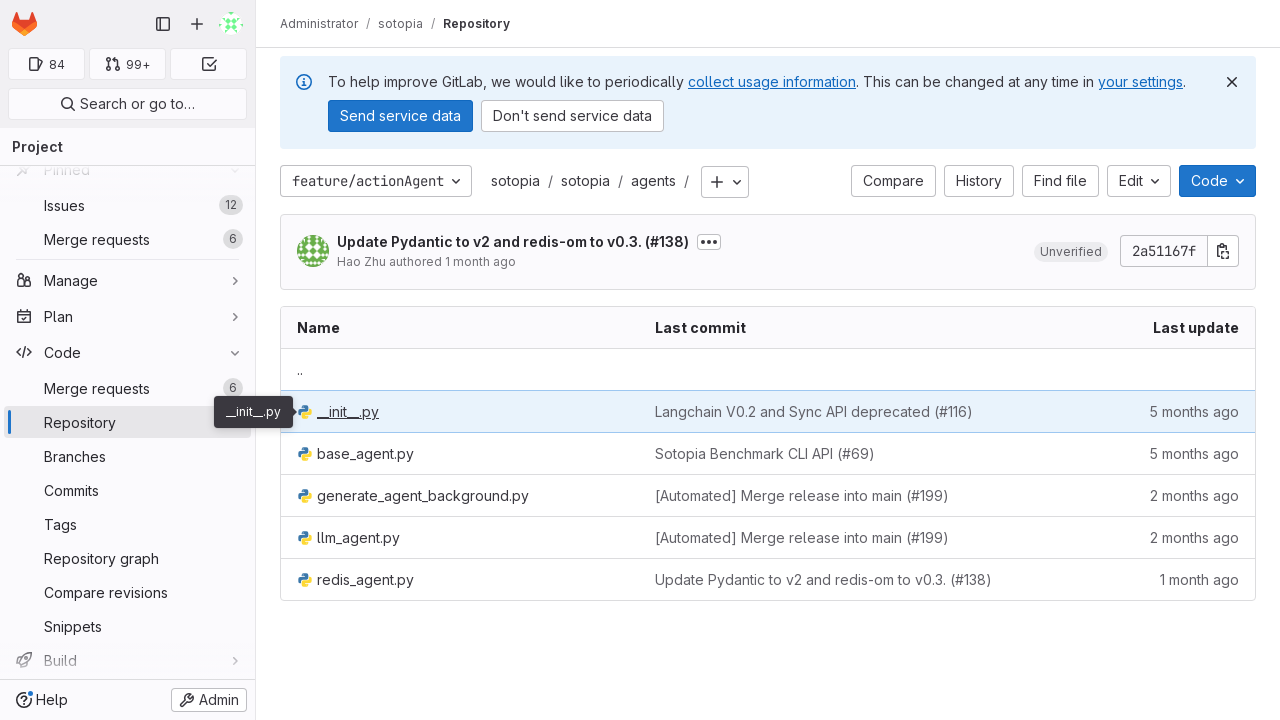 Administrator / sotopia / Repository
84
99+
Search or go to…
Project
Pinned
Issues 12
Merge requests 6
Manage
Plan
Code
Merge requests 6
Repository
Branches
Commits
Tags
Repository graph
Compare revisions
Snippets
Build
Help
Admin
To help improve GitLab, we would like to periodically collect usage information. This can be changed at any time in your settings.
Send service data
Don't send service data
feature/actionAgent
sotopia / sotopia / agents /
Compare
History
Find file
Edit
Code
Update Pydantic to v2 and redis-om to v0.3. (#138)
Hao Zhu authored 1 month ago
Unverified
2a51167f
Name Last commit Last update
..
__init__.py
__init__.py Langchain V0.2 and Sync API deprecated (#116) 5 months ago
base_agent.py Sotopia Benchmark CLI API (#69) 5 months ago
generate_agent_background.py [Automated] Merge release into main (#199) 2 months ago
llm_agent.py [Automated] Merge release into main (#199) 2 months ago
redis_agent.py Update Pydantic to v2 and redis-om to v0.3. (#138) 1 month ago